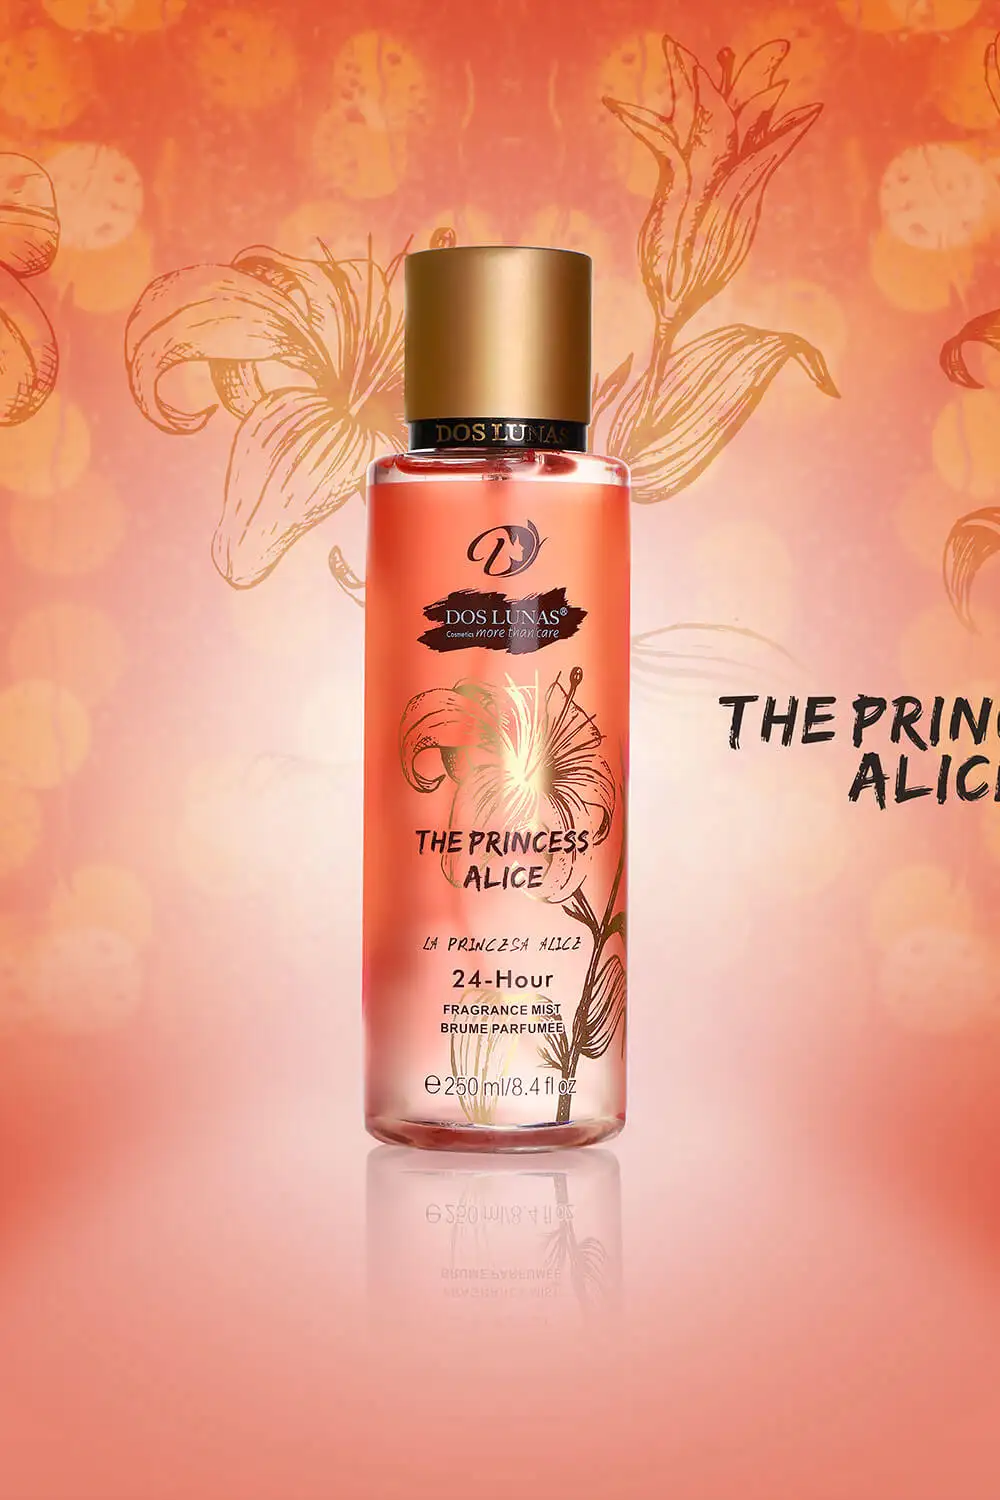 DOS LUNAS
DOS LUNAS®
Cosmetics more than care
THE PRINCESS
ALICE
LA PRINCESA ALICE
24-Hour
FRAGRANCE MIST
BRUME PARFUMÉE
℮250 ml/8.4 fl oz
THE PRIN
ALIC